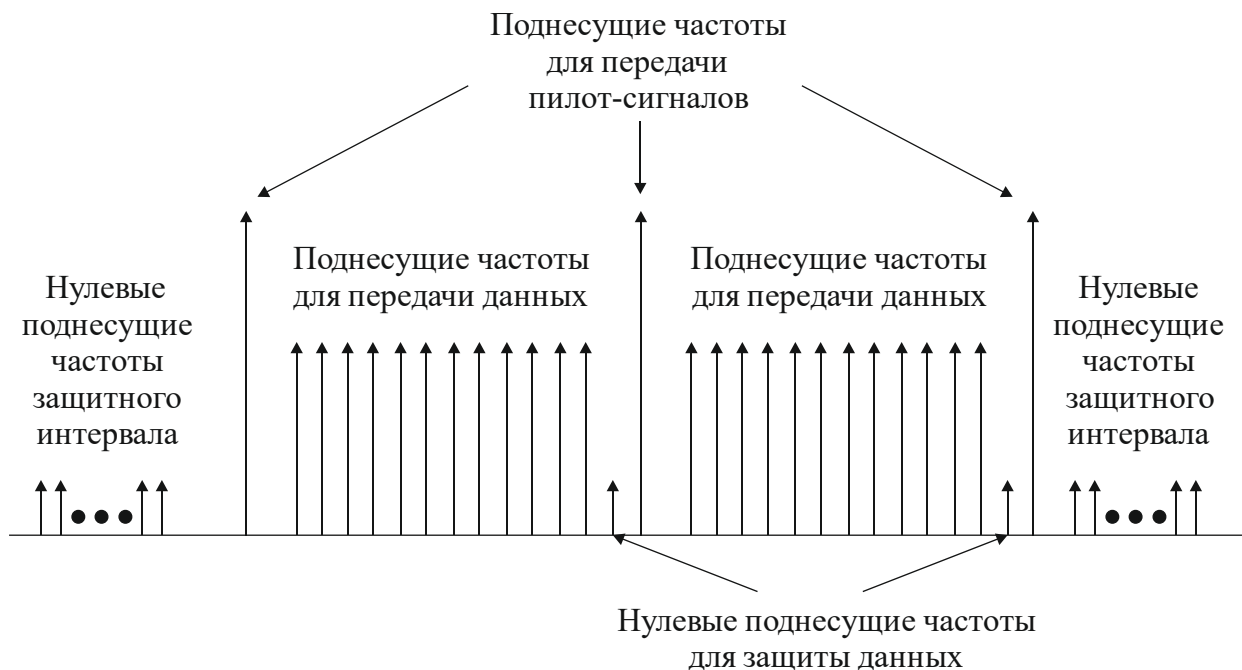 Поднесущие частоты
для передачи
пилот-сигналов
Поднесущие частоты
для передачи данных
Поднесущие частоты
для передачи данных
Нулевые
поднесущие
частоты
защитного
интервала
Нулевые
поднесущие
частоты
защитного
интервала
Нулевые поднесущие частоты
для защиты данных